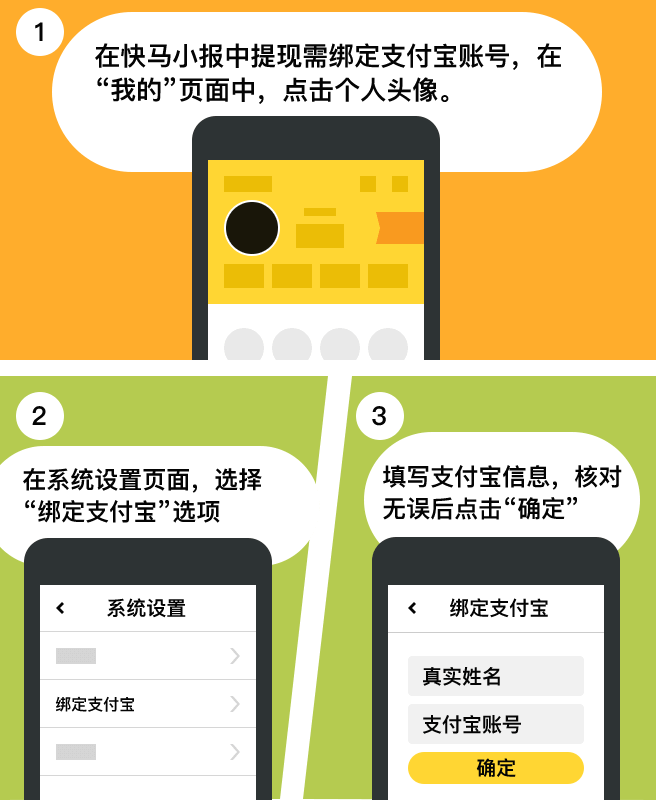 1
在快马小报中提现需绑定支付宝账号，在
“我的”页面中，点击个人头像。
2
在系统设置页面，选择
“绑定支付宝”选项
系统设置
绑定支付宝
3
填写支付宝信息，核对
无误后点击“确定”
绑定支付宝
真实姓名
支付宝账号
确定